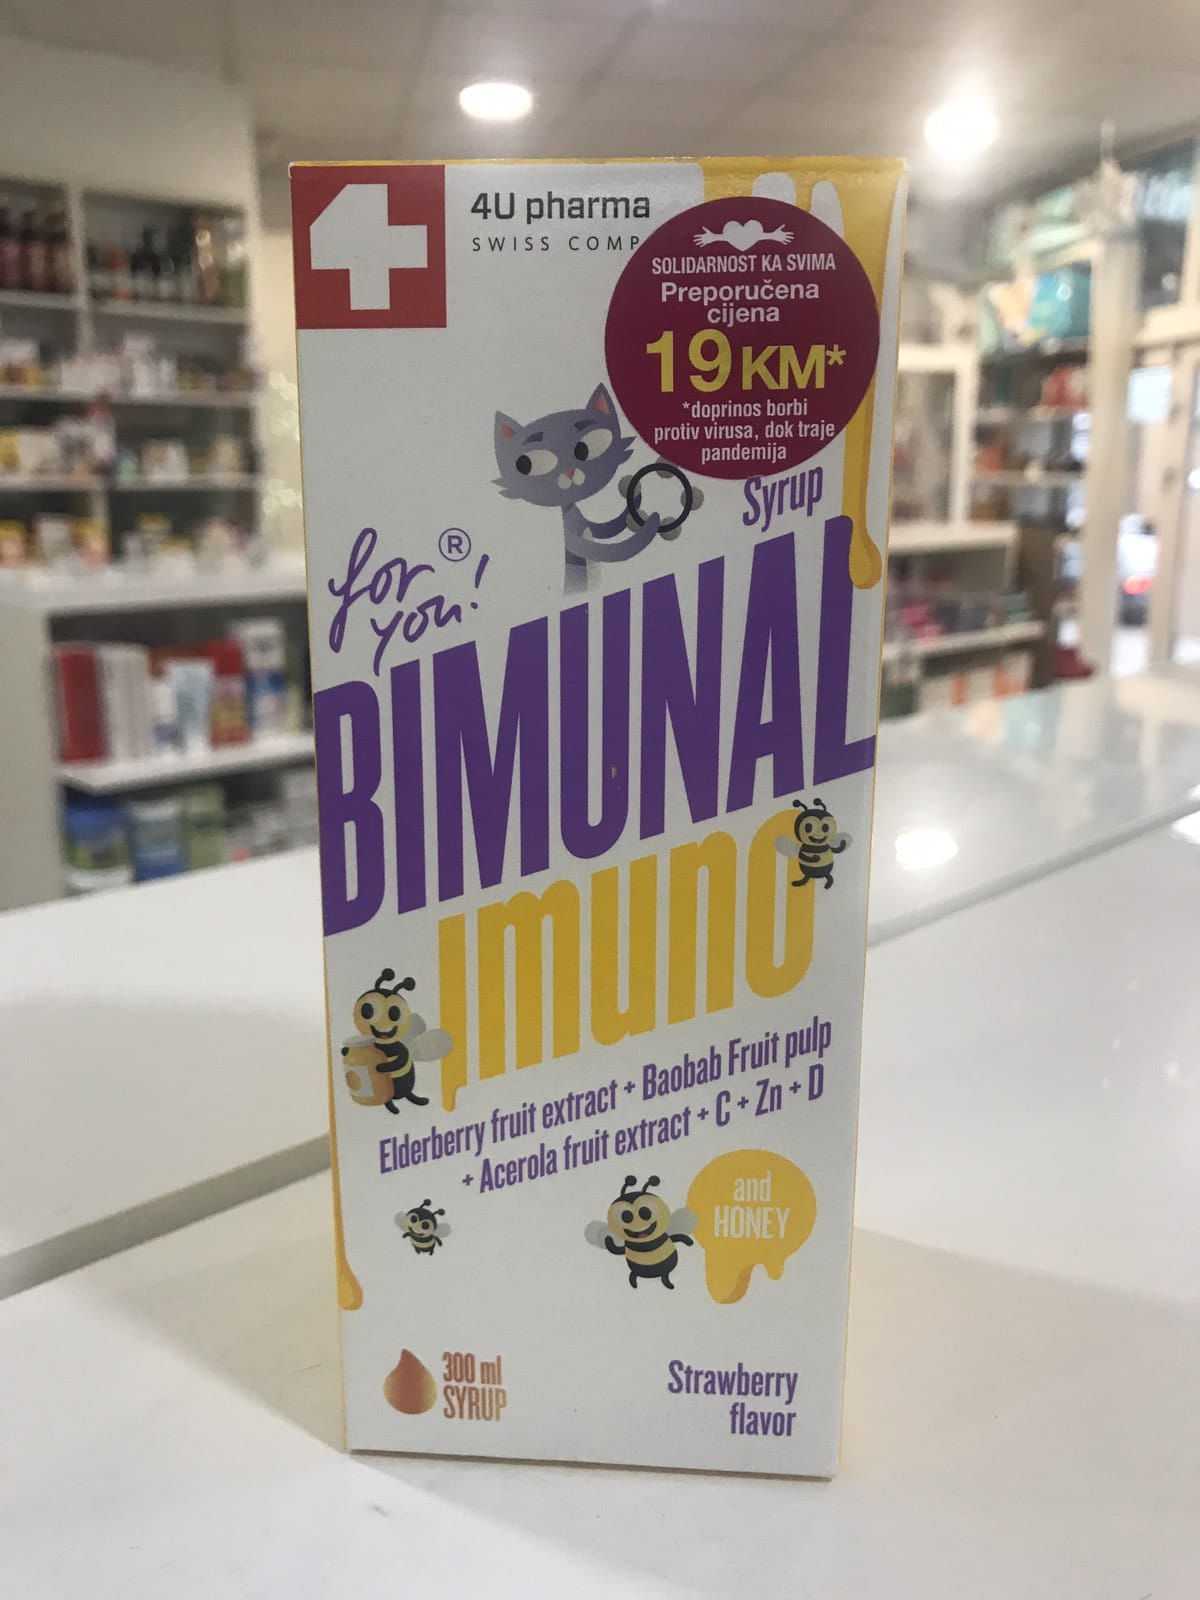 4U pharma
SWISS COMP
SOLIDARNOST KA SVIMA
Preporučena
cijena
19 KM*
*doprinos borbi
protiv virusa, dok traje
pandemija
Syrup
for®
you!
BIMUNAL
imuno
Elderberry fruit extract + Baobab Fruit pulp
+ Acerola fruit extract + C + Zn + D
and
HONEY
300 ml
SYRUP
Strawberry
flavor